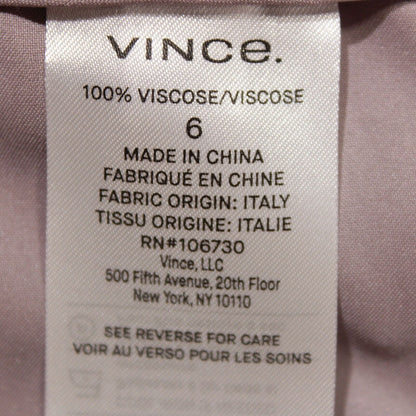 VINCe.
100% VISCOSE/VISCOSE
6
MADE IN CHINA
FABRIQUÉ EN CHINE
FABRIC ORIGIN: ITALY
TISSU ORIGINE: ITALIE
RN#106730
Vince, LLC
500 Fifth Avenue, 20th Floor
New York, NY 10110
SEE REVERSE FOR CARE
VOIR AU VERSO POUR LES SOINS